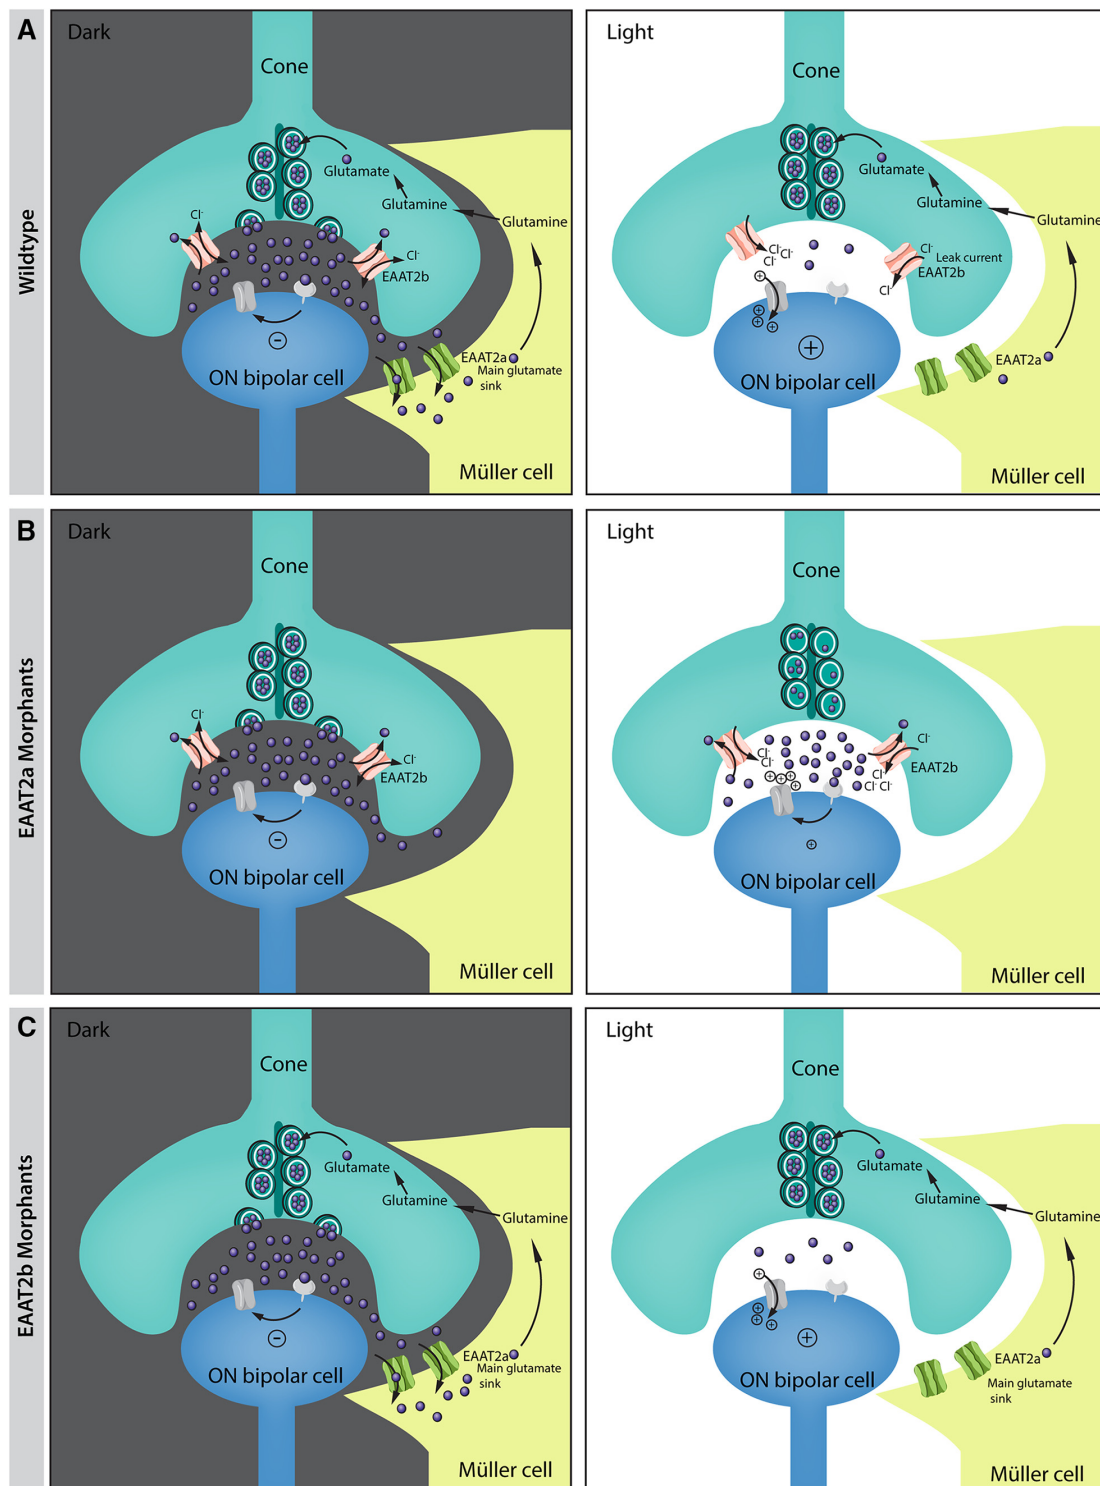 A
Wildtype
Dark
Cone
Glutamate
Glutamine
Glutamine
Cl-
Cl-
EAAT2b
-
ON bipolar cell
EAAT2a
Main glutamate
sink
Müller cell
Light
Cone
Glutamate
Glutamine
Glutamine
Cl-
Cl-
Cl-
Cl-
Leak current
EAAT2b
Cl-
+
+
+
+
+
ON bipolar cell
EAAT2a
Müller cell
B
EAAT2a Morphants
Dark
Cone
Cl-
Cl-
EAAT2b
-
ON bipolar cell
Müller cell
Light
Cone
Cl-
Cl-
Cl-
EAAT2b
Cl-
Cl- Cl-
+
+
+
+
+
ON bipolar cell
Müller cell
C
EAAT2b Morphants
Dark
Cone
Glutamate
Glutamine
Glutamine
-
ON bipolar cell
EAAT2a
Main glutamate
sink
Müller cell
Light
Cone
Glutamate
Glutamine
Glutamine
+
+
+
+
+
ON bipolar cell
EAAT2a
Main glutamate
sink
Müller cell